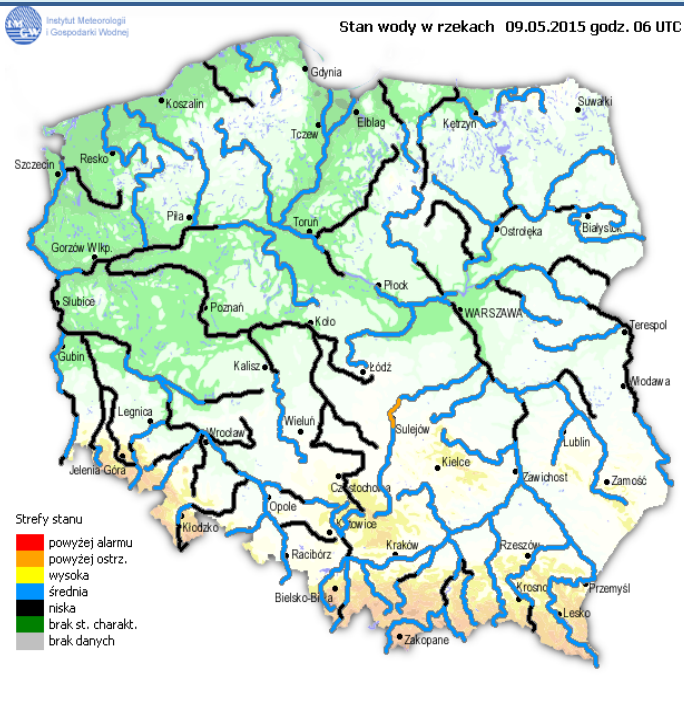 Instytut Meteorologii
i Gospodarki Wodnej
IMGW
Stan wody w rzekach 09.05.2015 godz. 06 UTC
Gdynia
Koszalin
Suwałki
Elbląg
Kętrzyn
Tczew
Resko
Szczecin
Piła
Toruń
Ostrołęka
Białystok
Gorzów Wlkp.
Płock
Słubice
Poznań
Koło
WARSZAWA
Terespol
Gubin
Kalisz
Łódź
Włodawa
Legnica
Wieluń
Sulejów
Wrocław
Lublin
Jelenia Góra
Kielce
Zawichost
Zamość
Częstochowa
Opole
Kłodzko
Katowice
Racibórz
Kraków
Rzeszów
Bielsko-Biała
Krosno
Przemyśl
Lesko
Zakopane
Strefy stanu
powyżej alarmu
powyżej ostrz.
wysoka
średnia
niska
brak st. charakt.
brak danych